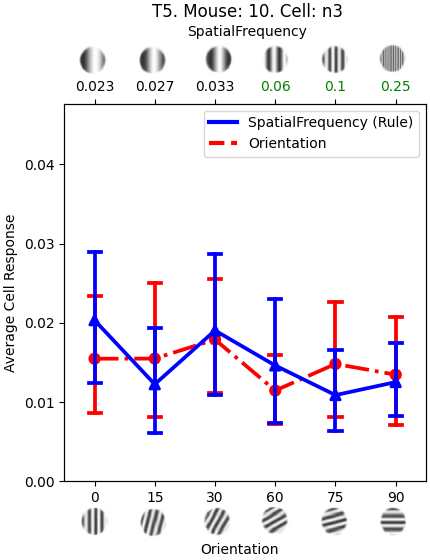 T5. Mouse: 10. Cell: n3
SpatialFrequency
0.023 0.027 0.033 0.06 0.1 0.25
SpatialFrequency (Rule)
Orientation
Average Cell Response
0.04
0.03
0.02
0.01
0.00
0 15 30 60 75 90
Orientation